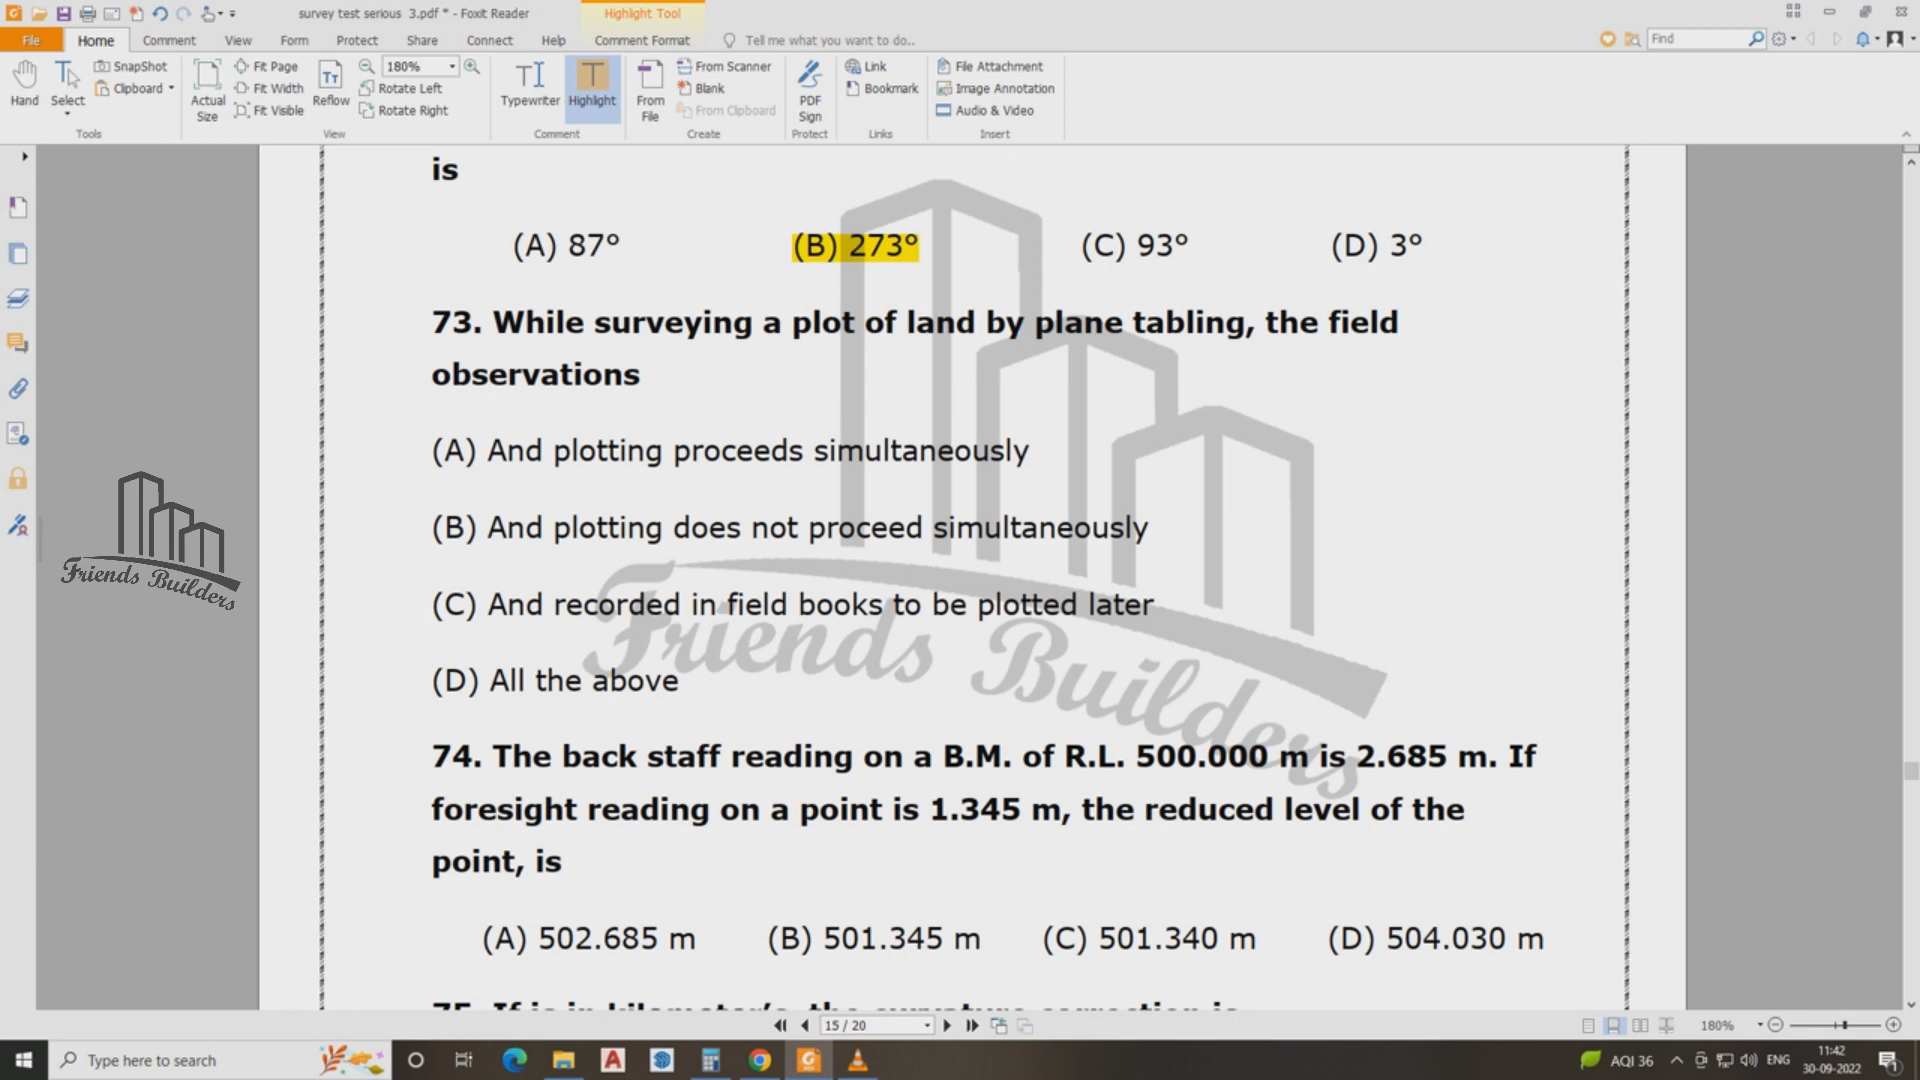 survey test serious 3.pdf * - Foxit Reader
Highlight Tool
File
Home
Comment
View
Form
Protect
Share
Connect
Help
Comment Format
Tell me what you want to do..
Find
Hand
Select
SnapShot
Clipboard
Tools
Actual Size
Fit Page
Fit Width
Fit Visible
Reflow
180%
Rotate Left
Rotate Right
View
Typewriter
Highlight
Comment
From File
From Scanner
Blank
From Clipboard
Create
PDF Sign
Protect
Link
Bookmark
Links
File Attachment
Image Annotation
Audio & Video
Insert
is
(A) 87° (B) 273° (C) 93° (D) 3°
73. While surveying a plot of land by plane tabling, the field
observations
(A) And plotting proceeds simultaneously
(B) And plotting does not proceed simultaneously
(C) And recorded in field books to be plotted later
(D) All the above
74. The back staff reading on a B.M. of R.L. 500.000 m is 2.685 m. If
foresight reading on a point is 1.345 m, the reduced level of the
point, is
(A) 502.685 m (B) 501.345 m (C) 501.340 m (D) 504.030 m
Friends Builders
Friends Builders
15 / 20
180%
Type here to search
AQI 36
ENG
11:42
30-09-2022